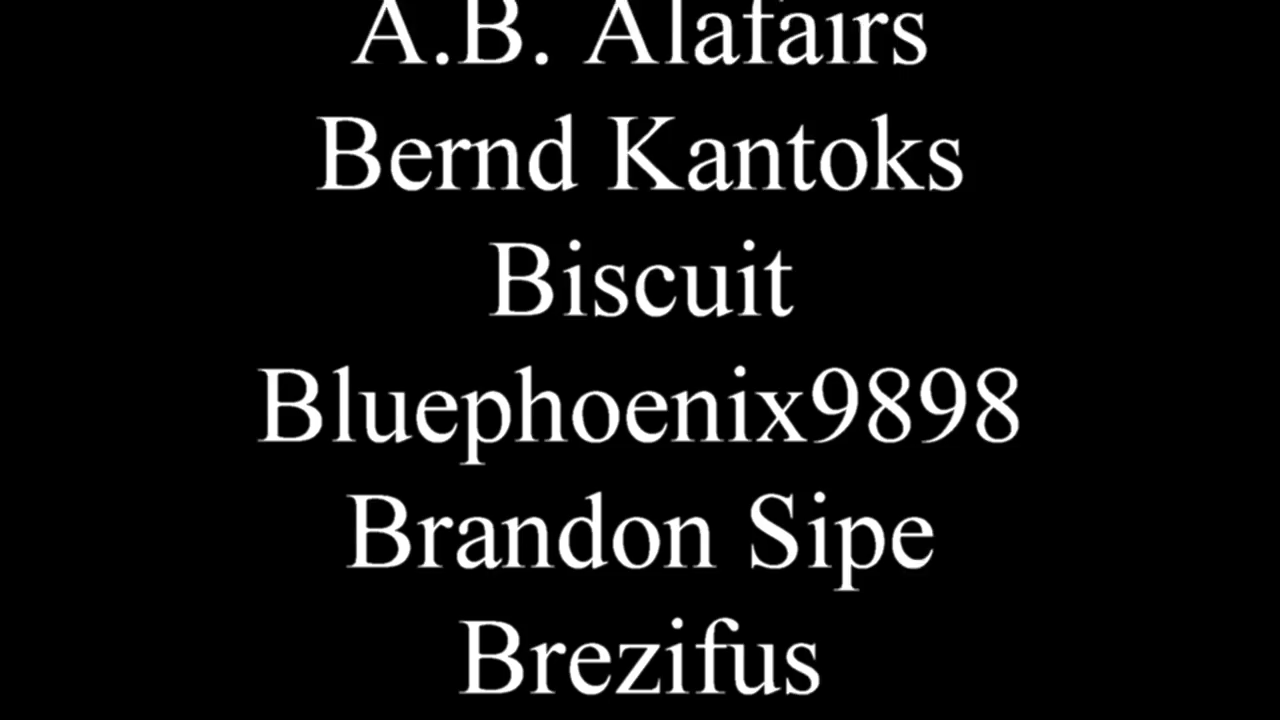 A.B. Alafairs
Bernd Kantoks
Biscuit
Bluephoenix9898
Brandon Sipe
Brezifus